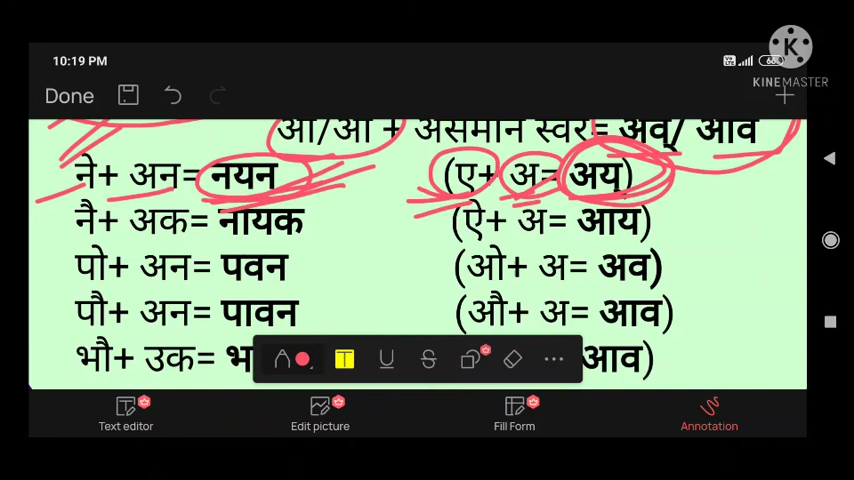 10:19 PM
K
KINEMASTER
Done
ओ/औ + असमान स्वर= अव्/ आव
ने+ अन= नयन (ए+ अ= अय)
नै+ अक= नायक (ऐ+ अ= आय)
पो+ अन= पवन (ओ+ अ= अव)
पौ+ अन= पावन (औ+ अ= आव)
भौ+ उक= भ आव)
Text editor Edit picture Fill Form Annotation